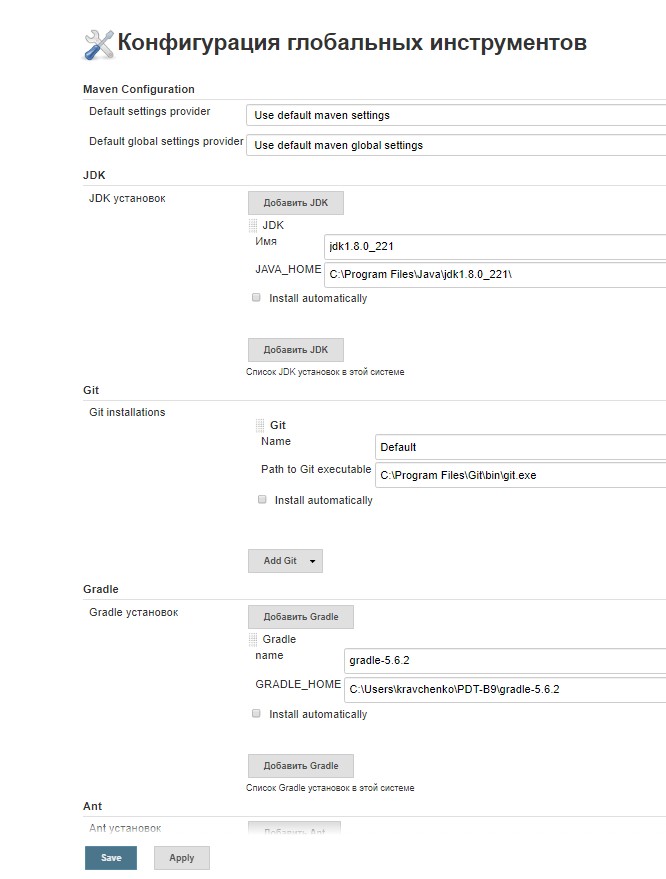 Конфигурация глобальных инструментов
Maven Configuration
Default settings provider
Use default maven settings
Default global settings provider
Use default maven global settings
JDK
JDK установок
Добавить JDK
JDK
Имя
jdk1.8.0_221
JAVA_HOME
C:\Program Files\Java\jdk1.8.0_221\
Install automatically
Добавить JDK
Список JDK установок в этой системе
Git
Git installations
Git
Name
Default
Path to Git executable
C:\Program Files\Git\bin\git.exe
Install automatically
Add Git
Gradle
Gradle установок
Добавить Gradle
Gradle
name
gradle-5.6.2
GRADLE_HOME
C:\Users\kravchenko\PDT-B9\gradle-5.6.2
Install automatically
Добавить Gradle
Список Gradle установок в этой системе
Ant
Ant установок
Добавить Ant
Save
Apply